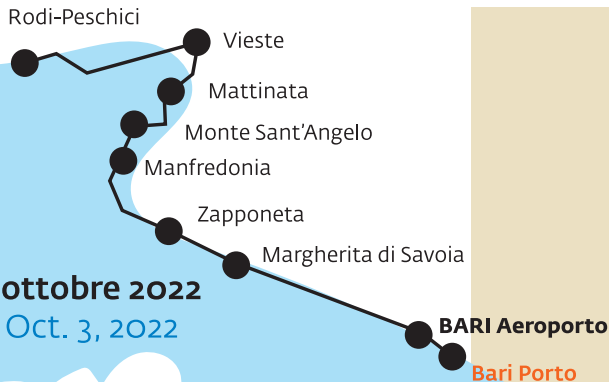 Rodi-Peschici
Vieste
Mattinata
Monte Sant'Angelo
Manfredonia
Zapponeta
Margherita di Savoia
ottobre 2022
Oct. 3, 2022
BARI Aeroporto
Bari Porto